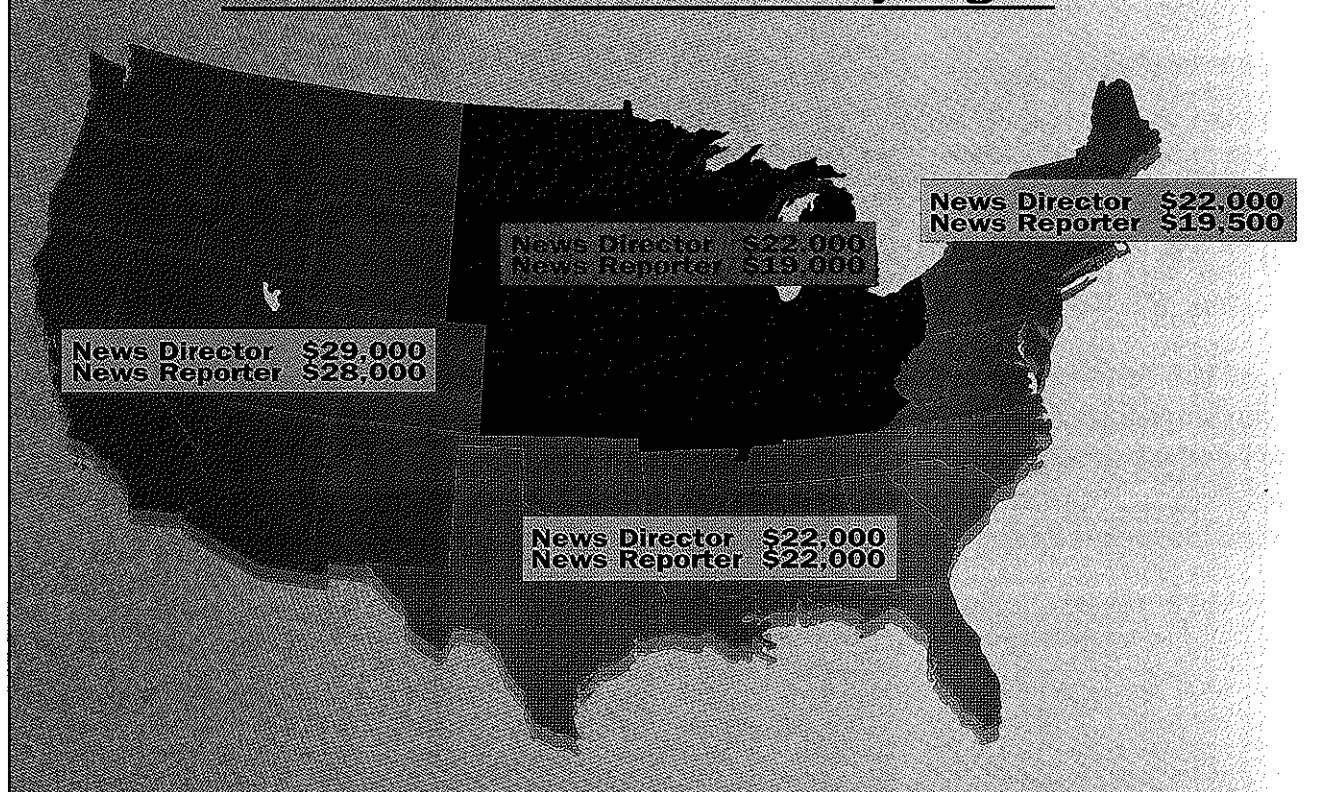 News Director $22,000
News Reporter $19,500
News Director $22,000
News Reporter $19,000
News Director $29,000
News Reporter $28,000
News Director $22,000
News Reporter $22,000